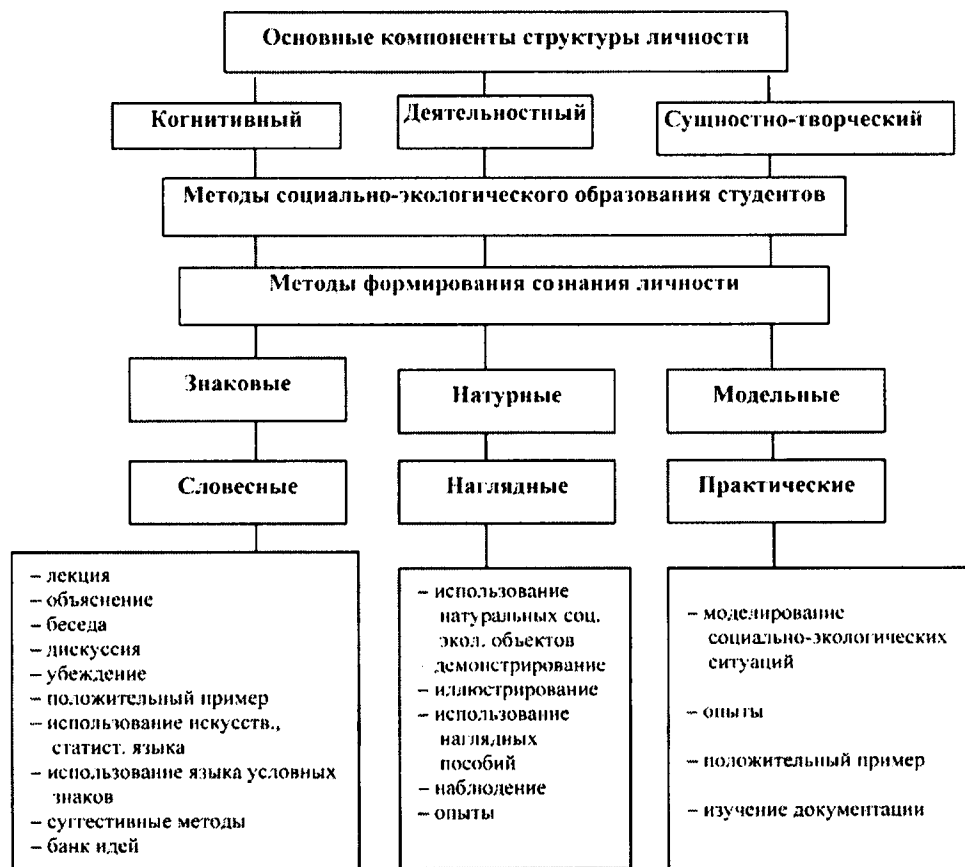 Основные компоненты структуры личности
Когнитивный
Деятельностный
Сущностно-творческий
Методы социально-экологического образования студентов
Методы формирования сознания личности
Знаковые
Натурные
Модельные
Словесные
Наглядные
Практические
– лекция
– объяснение
– беседа
– дискуссия
– убеждение
– положительный пример
– использование искусств.,
статист. языка
– использование языка условных
знаков
– суггестивные методы
– банк идей
– использование
натуральных соц.
экол. объектов
демонстрирование
– иллюстрирование
– использование
наглядных
пособий
– наблюдение
– опыты
– моделирование
социально-экологических
ситуаций
– опыты
– положительный пример
– изучение документации